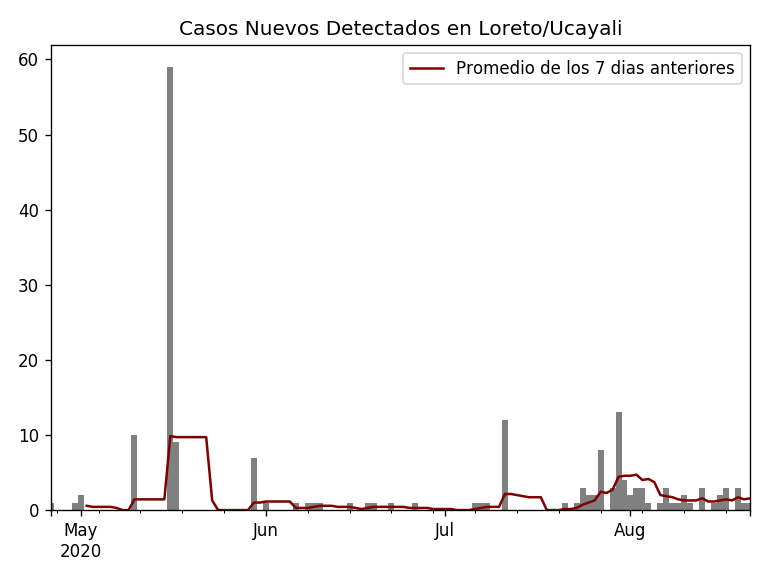 Casos Nuevos Detectados en Loreto/Ucayali
Promedio de los 7 dias anteriores
60
50
40
30
20
10
0
May
2020
Jun
Jul
Aug